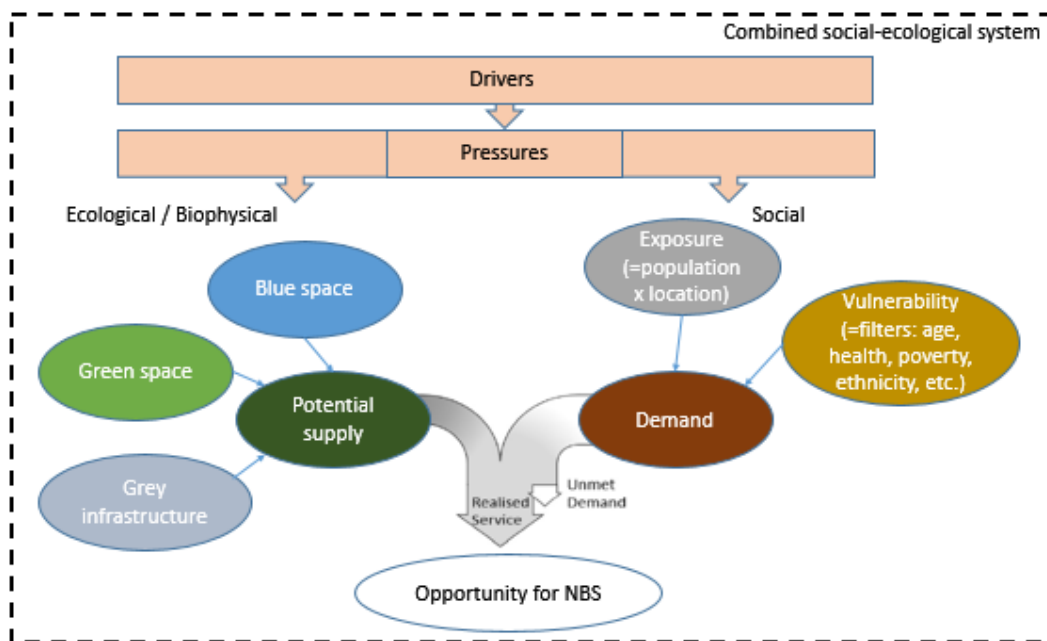 Combined social-ecological system
Drivers
Pressures
Ecological / Biophysical
Social
Exposure
(=population
x location)
Blue space
Vulnerability
(=filters: age,
health, poverty,
ethnicity, etc.)
Green space
Potential
supply
Demand
Grey
infrastructure
Unmet
Demand
Realised
Service
Opportunity for NBS